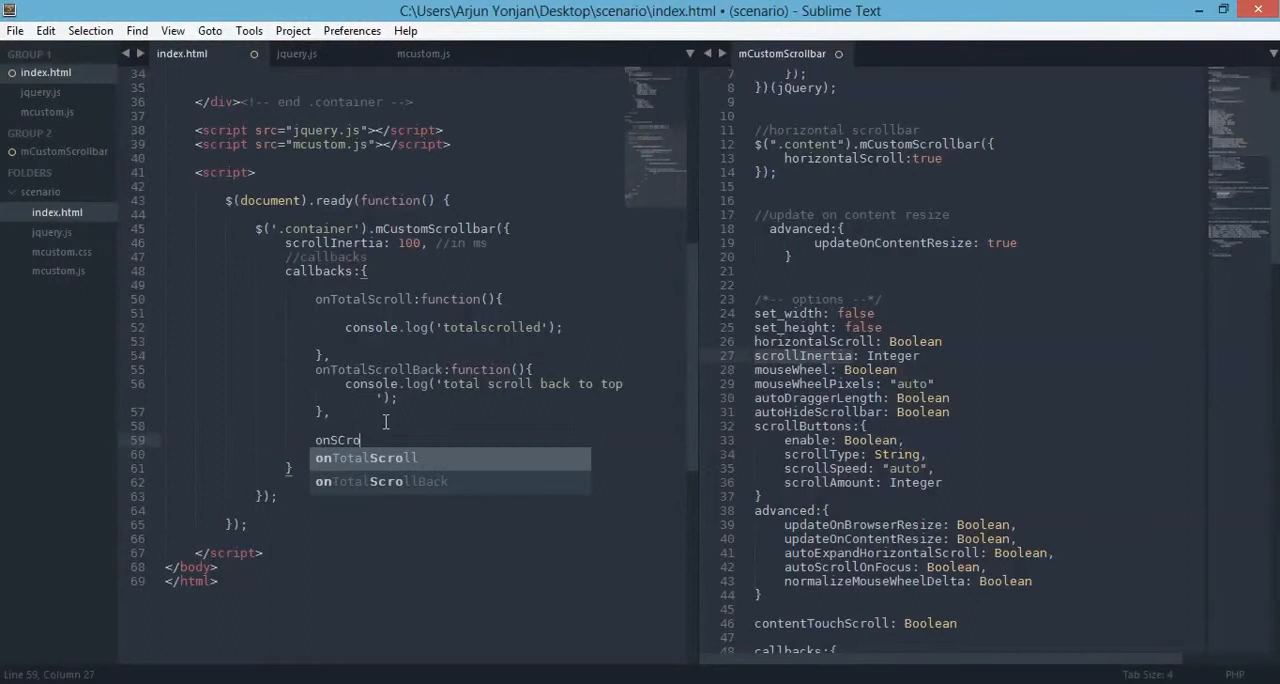 C:\Users\Arjun Yonjan\Desktop\scenario\index.html • (scenario) - Sublime Text
File Edit Selection Find View Goto Tools Project Preferences Help
GROUP 1
index.html
jquery.js
mcustom.js
GROUP 2
mCustomScrollbar
FOLDERS
scenario
index.html
jquery.js
mcustom.css
mcustom.js
index.html jquery.js mcustom.js
34
35
36 </div><!-- end .container -->
37
38 <script src="jquery.js"></script>
39 <script src="mcustom.js"></script>
40
41 <script>
42
43 $(document).ready(function() {
44
45 $('.container').mCustomScrollbar({
46 scrollInertia: 100, //in ms
47 //callbacks
48 callbacks:{
49
50 onTotalScroll:function(){
51
52 console.log('totalscrolled');
53
54 },
55 onTotalScrollBack:function(){
56 console.log('total scroll back to top
');
57 },
58
59 onSCro
onTotalScroll
onTotalScrollBack
60
61 }
62
63 });
64
65 });
66
67 </script>
68 </body>
69 </html>
mCustomScrollbar
7 });
8 })(jQuery);
9
10
11 //horizontal scrollbar
12 $(".content").mCustomScrollbar({
13 horizontalScroll:true
14 });
15
16
17 //update on content resize
18 advanced:{
19 updateOnContentResize: true
20 }
21
22
23 /*-- options --*/
24 set_width: false
25 set_height: false
26 horizontalScroll: Boolean
27 scrollInertia: Integer
28 mouseWheel: Boolean
29 mouseWheelPixels: "auto"
30 autoDraggerLength: Boolean
31 autoHideScrollbar: Boolean
32 scrollButtons:{
33 enable: Boolean,
34 scrollType: String,
35 scrollSpeed: "auto",
36 scrollAmount: Integer
37 }
38 advanced:{
39 updateOnBrowserResize: Boolean,
40 updateOnContentResize: Boolean,
41 autoExpandHorizontalScroll: Boolean,
42 autoScrollOnFocus: Boolean,
43 normalizeMouseWheelDelta: Boolean
44 }
45
46 contentTouchScroll: Boolean
47
48 callbacks:{
Line 59, Column 27
Tab Size: 4 PHP